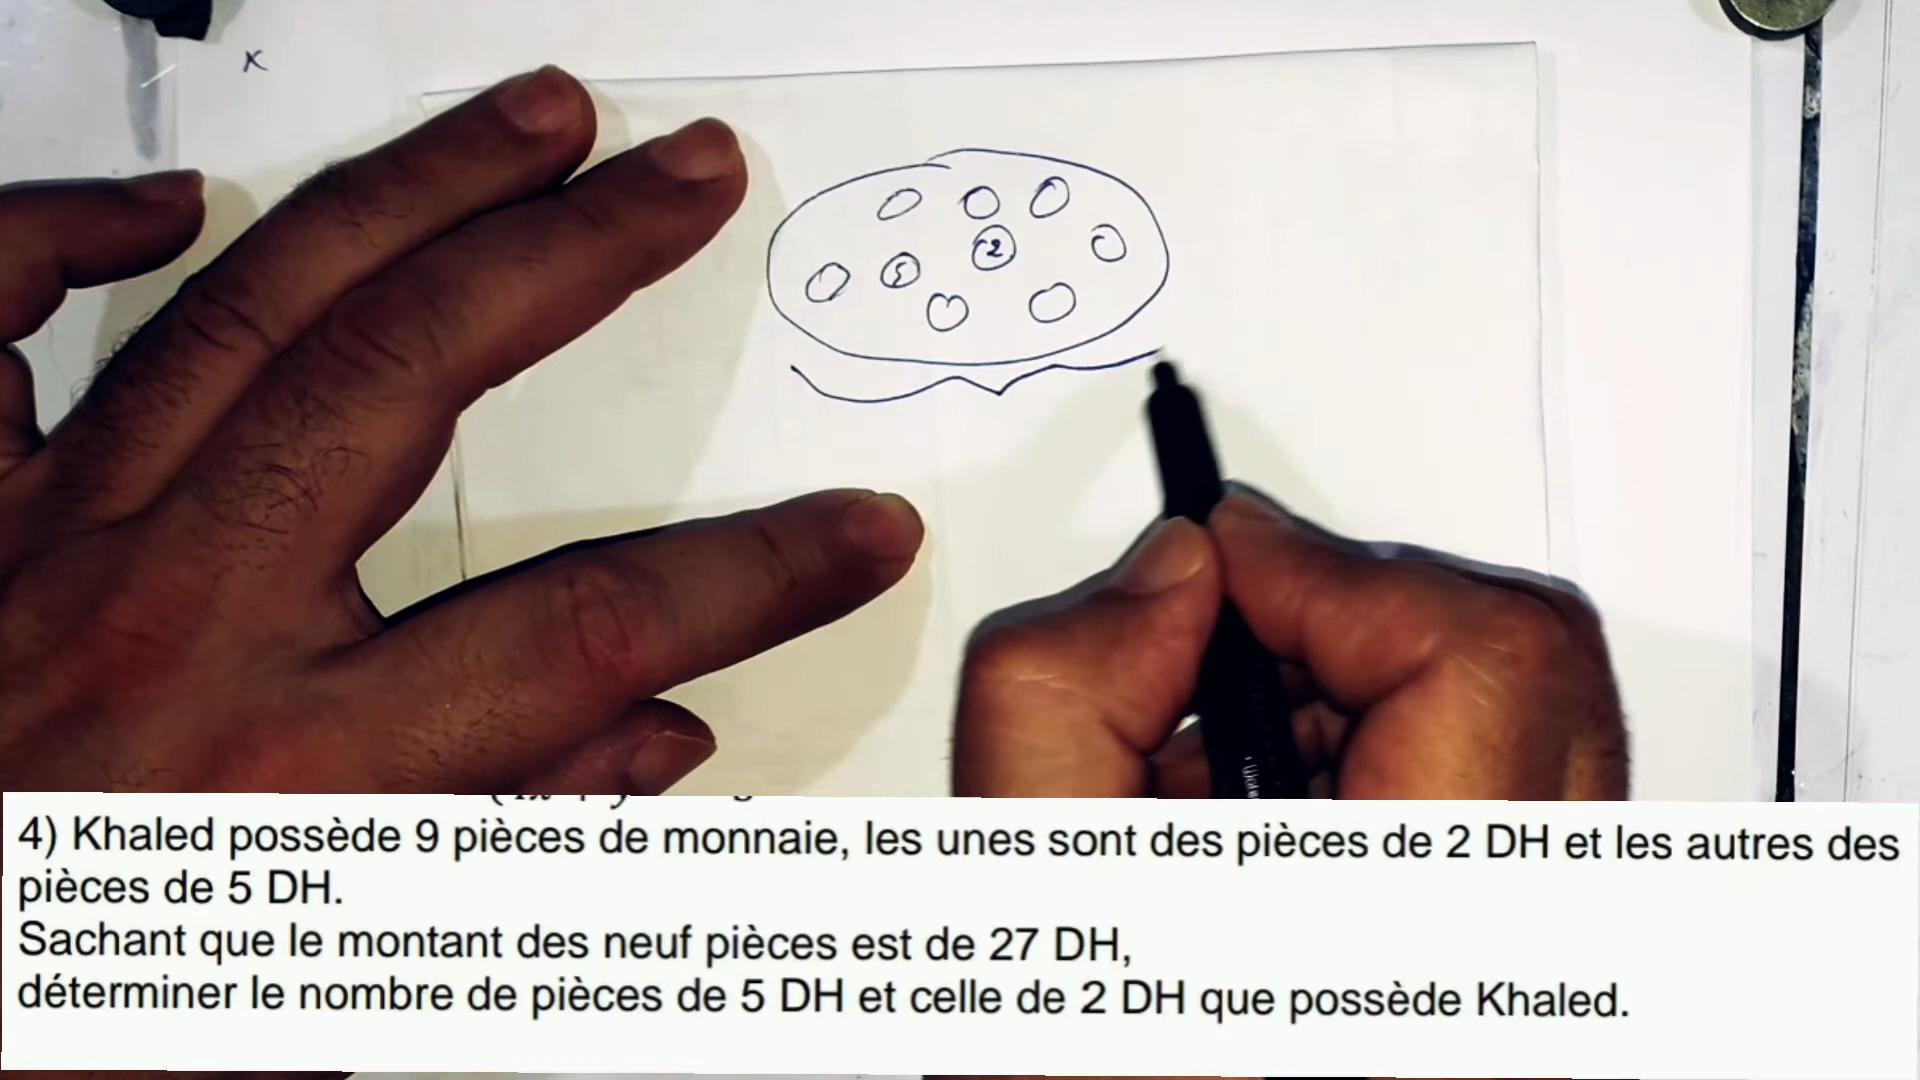 x
2
5
4) Khaled possède 9 pièces de monnaie, les unes sont des pièces de 2 DH et les autres des
pièces de 5 DH.
Sachant que le montant des neuf pièces est de 27 DH,
déterminer le nombre de pièces de 5 DH et celle de 2 DH que possède Khaled.